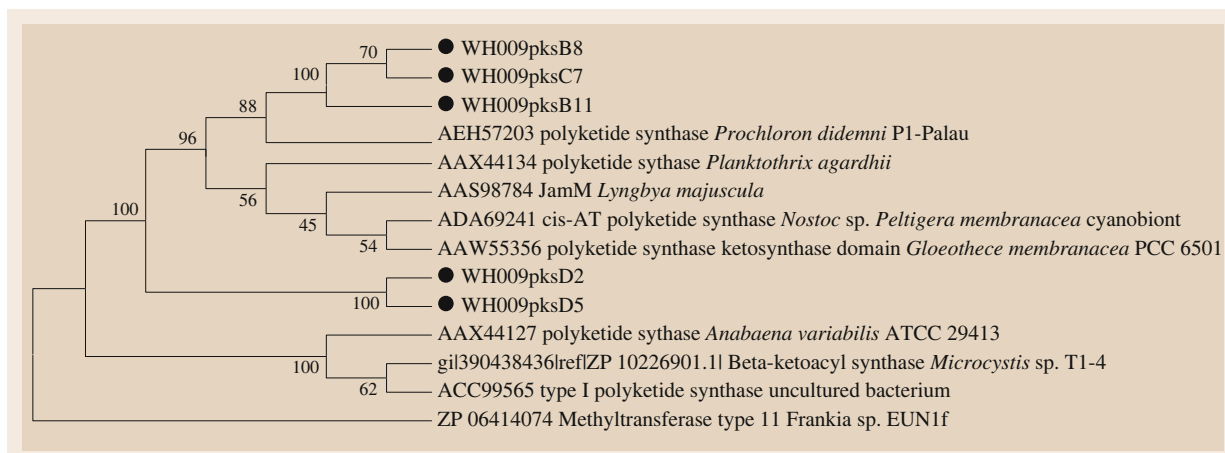 70 WH009pksB8
100 WH009pksC7
88 WH009pksB11
96 AEH57203 polyketide synthase Prochloron didemni P1-Palau
AAX44134 polyketide sythase Planktothrix agardhii
56 AAS98784 JamM Lyngbya majuscula
100 45 ADA69241 cis-AT polyketide synthase Nostoc sp. Peltigera membranacea cyanobiont
54 AAW55356 polyketide synthase ketosynthase domain Gloeothece membranacea PCC 6501
WH009pksD2
100 WH009pksD5
AAX44127 polyketide sythase Anabaena variabilis ATCC 29413
100 gi|390438436|ref|ZP 10226901.1| Beta-ketoacyl synthase Microcystis sp. T1-4
62 ACC99565 type I polyketide synthase uncultured bacterium
ZP 06414074 Methyltransferase type 11 Frankia sp. EUN1f